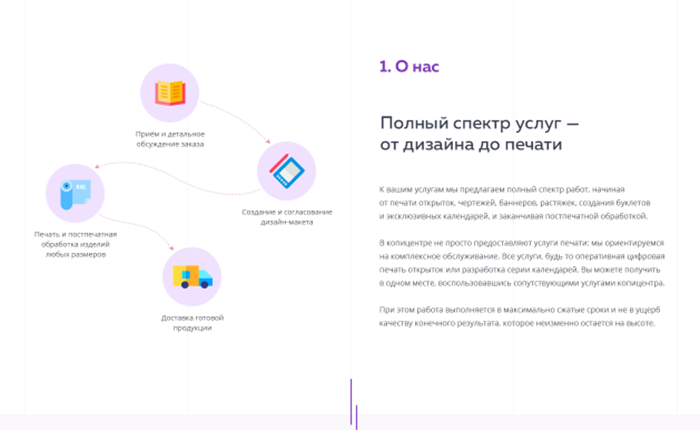 Приём и детальное
обсуждение заказа
Создание и согласование
дизайн-макета
XXL
Печать и постпечатная
обработка изделий
любых размеров
Доставка готовой
продукции
1. О нас
Полный спектр услуг —
от дизайна до печати
К вашим услугам мы предлагаем полный спектр работ, начиная
от печати открыток, чертежей, баннеров, растяжек, создания буклетов
и эксклюзивных календарей, и заканчивая постпечатной обработкой.
В копицентре не просто предоставляют услуги печати: мы ориентируемся
на комплексное обслуживание. Все услуги, будь то оперативная цифровая
печать открыток или разработка серии календарей, Вы можете получить
в одном месте, воспользовавшись сопутствующими услугами копицентра.
При этом работа выполняется в максимально сжатые сроки и не в ущерб
качеству конечного результата, которое неизменно остается на высоте.